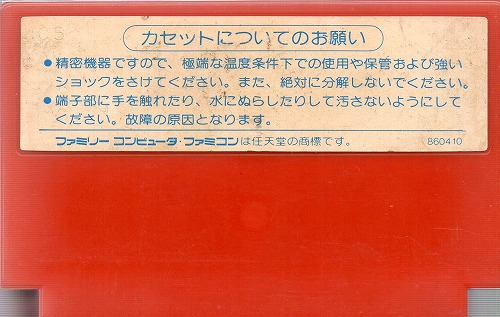 カセットについてのお願い
●精密機器ですので、極端な温度条件下での使用や保管および強い
ショックをさけてください。また、絶対に分解しないでください。
●端子部に手を触れたり、水にぬらしたりして汚さないようにして
ください。故障の原因となります。
ファミリー コンピュータ・ファミコンは任天堂の商標です。 860410